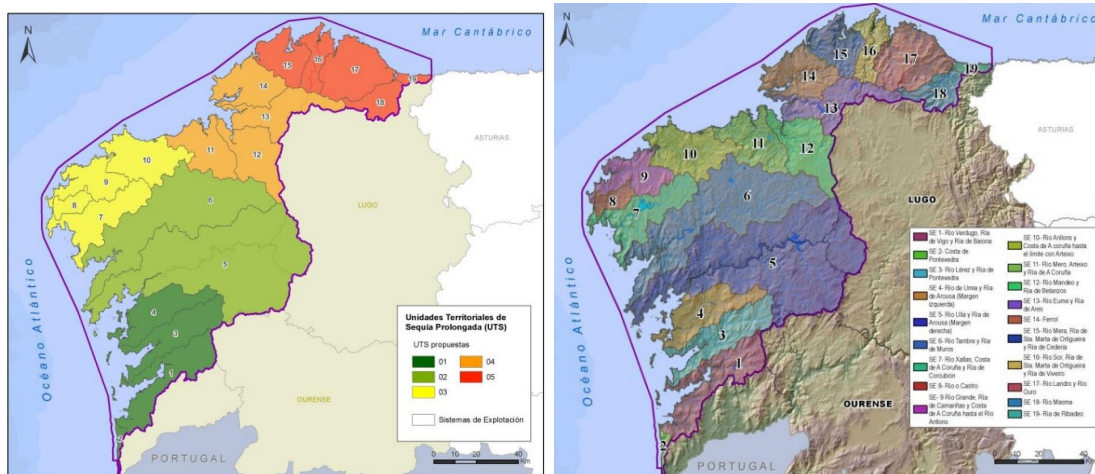 N
Mar Cantábrico
15
16
17
19
14
18
13
11
12
10
9
8
7
6
5
4
3
1
2
ASTURIAS
LUGO
OURENSE
PORTUGAL
Océano Atlántico
Unidades Territoriales de
Sequía Prolongada (UTS)
UTS propuestas
01
04
02
05
03
Sistemas de Explotación
0 10 20 40
Km
N
Mar Cantábrico
15
16
17
19
14
18
13
11
12
10
9
8
7
6
5
4
3
1
2
ASTURIAS
LUGO
OURENSE
PORTUGAL
Océano Atlántico
SE 1- Río Verdugo, Ría
de Vigo y Ría de Baiona
SE 2- Costa de
Pontevedra
SE 3- Río Lérez y Ría de
Pontevedra
SE 4- Río de Umia y Ría de
Arousa (Margen
izquierda)
SE 5- Río Ulla y Ría de
Arousa (Margen
derecha)
SE 6- Río Tambre y Ría de
Muros
SE 7- Río Xallas, Costa
de A Coruña y Ría de
Corcubión
SE 8- Río o Castro
SE- 9 Río Grande, Ría
de Camariñas y Costa
de A Coruña hasta el Río
Anllons
SE 10- Río Anllons y
Costa de A coruña hasta
el límite con Arteixo
SE 11- Río Mero, Arteixo
y Ría de A Coruña
SE 12- Río Mandeo y
Ría de Betanzos
SE 13- Río Eume y Ría
de Ares
SE 14- Ferrol
SE 15- Río Mera, Ría de
Sta. Marta de Ortigueira
y Ría de Cedeira
SE 16- Río Sor, Ría de
Sta. Marta de Ortigueira
y Ría de Viveiro
SE 17- Río Landro y Río
Ouro
SE 18- Río Masma
SE 19- Ría de Ribadeo
0 10 20 40
Km